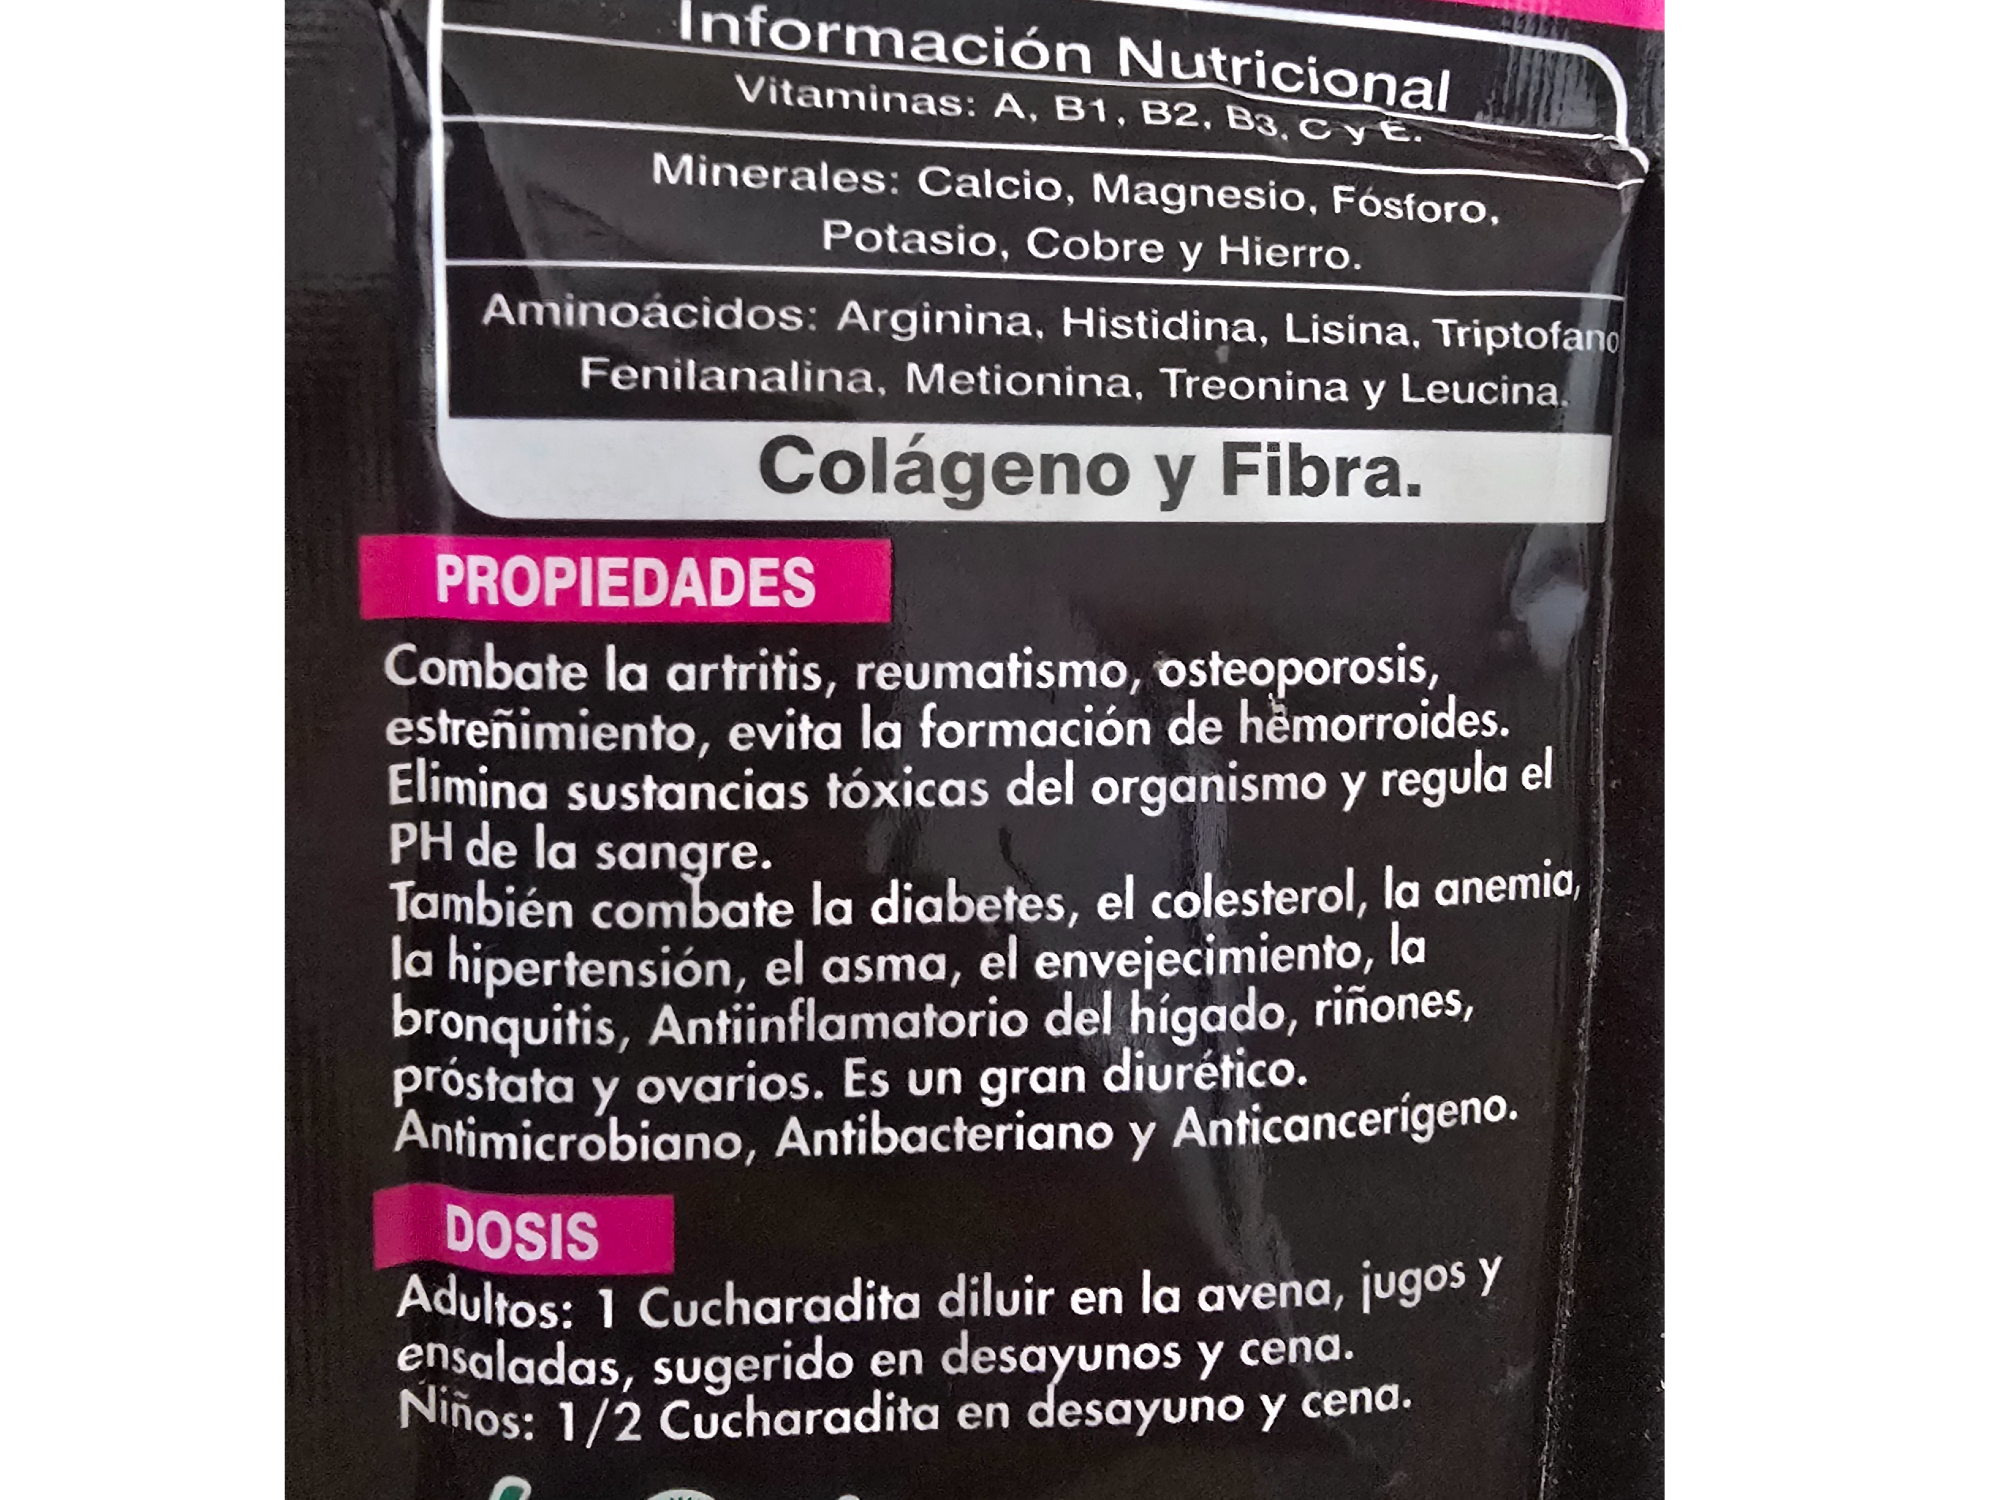 Información Nutricional
Vitaminas: A, B1, B2, B3, C y E.
Minerales: Calcio, Magnesio, Fósforo,
Potasio, Cobre y Hierro.
Aminoácidos: Arginina, Histidina, Lisina, Triptofano
Fenilanalina, Metionina, Treonina y Leucina.
Colágeno y Fibra.
PROPIEDADES
Combate la artritis, reumatismo, osteoporosis,
estreñimiento, evita la formación de hemorroides.
Elimina sustancias tóxicas del organismo y regula el
PH de la sangre.
También combate la diabetes, el colesterol, la anemia,
la hipertensión, el asma, el envejecimiento, la
bronquitis, Antiinflamatorio del hígado, riñones,
próstata y ovarios. Es un gran diurético.
Antimicrobiano, Antibacteriano y Anticancerígeno.
DOSIS
Adultos: 1 Cucharadita diluir en la avena, jugos y
ensaladas, sugerido en desayunos y cena.
Niños: 1/2 Cucharadita en desayuno y cena.